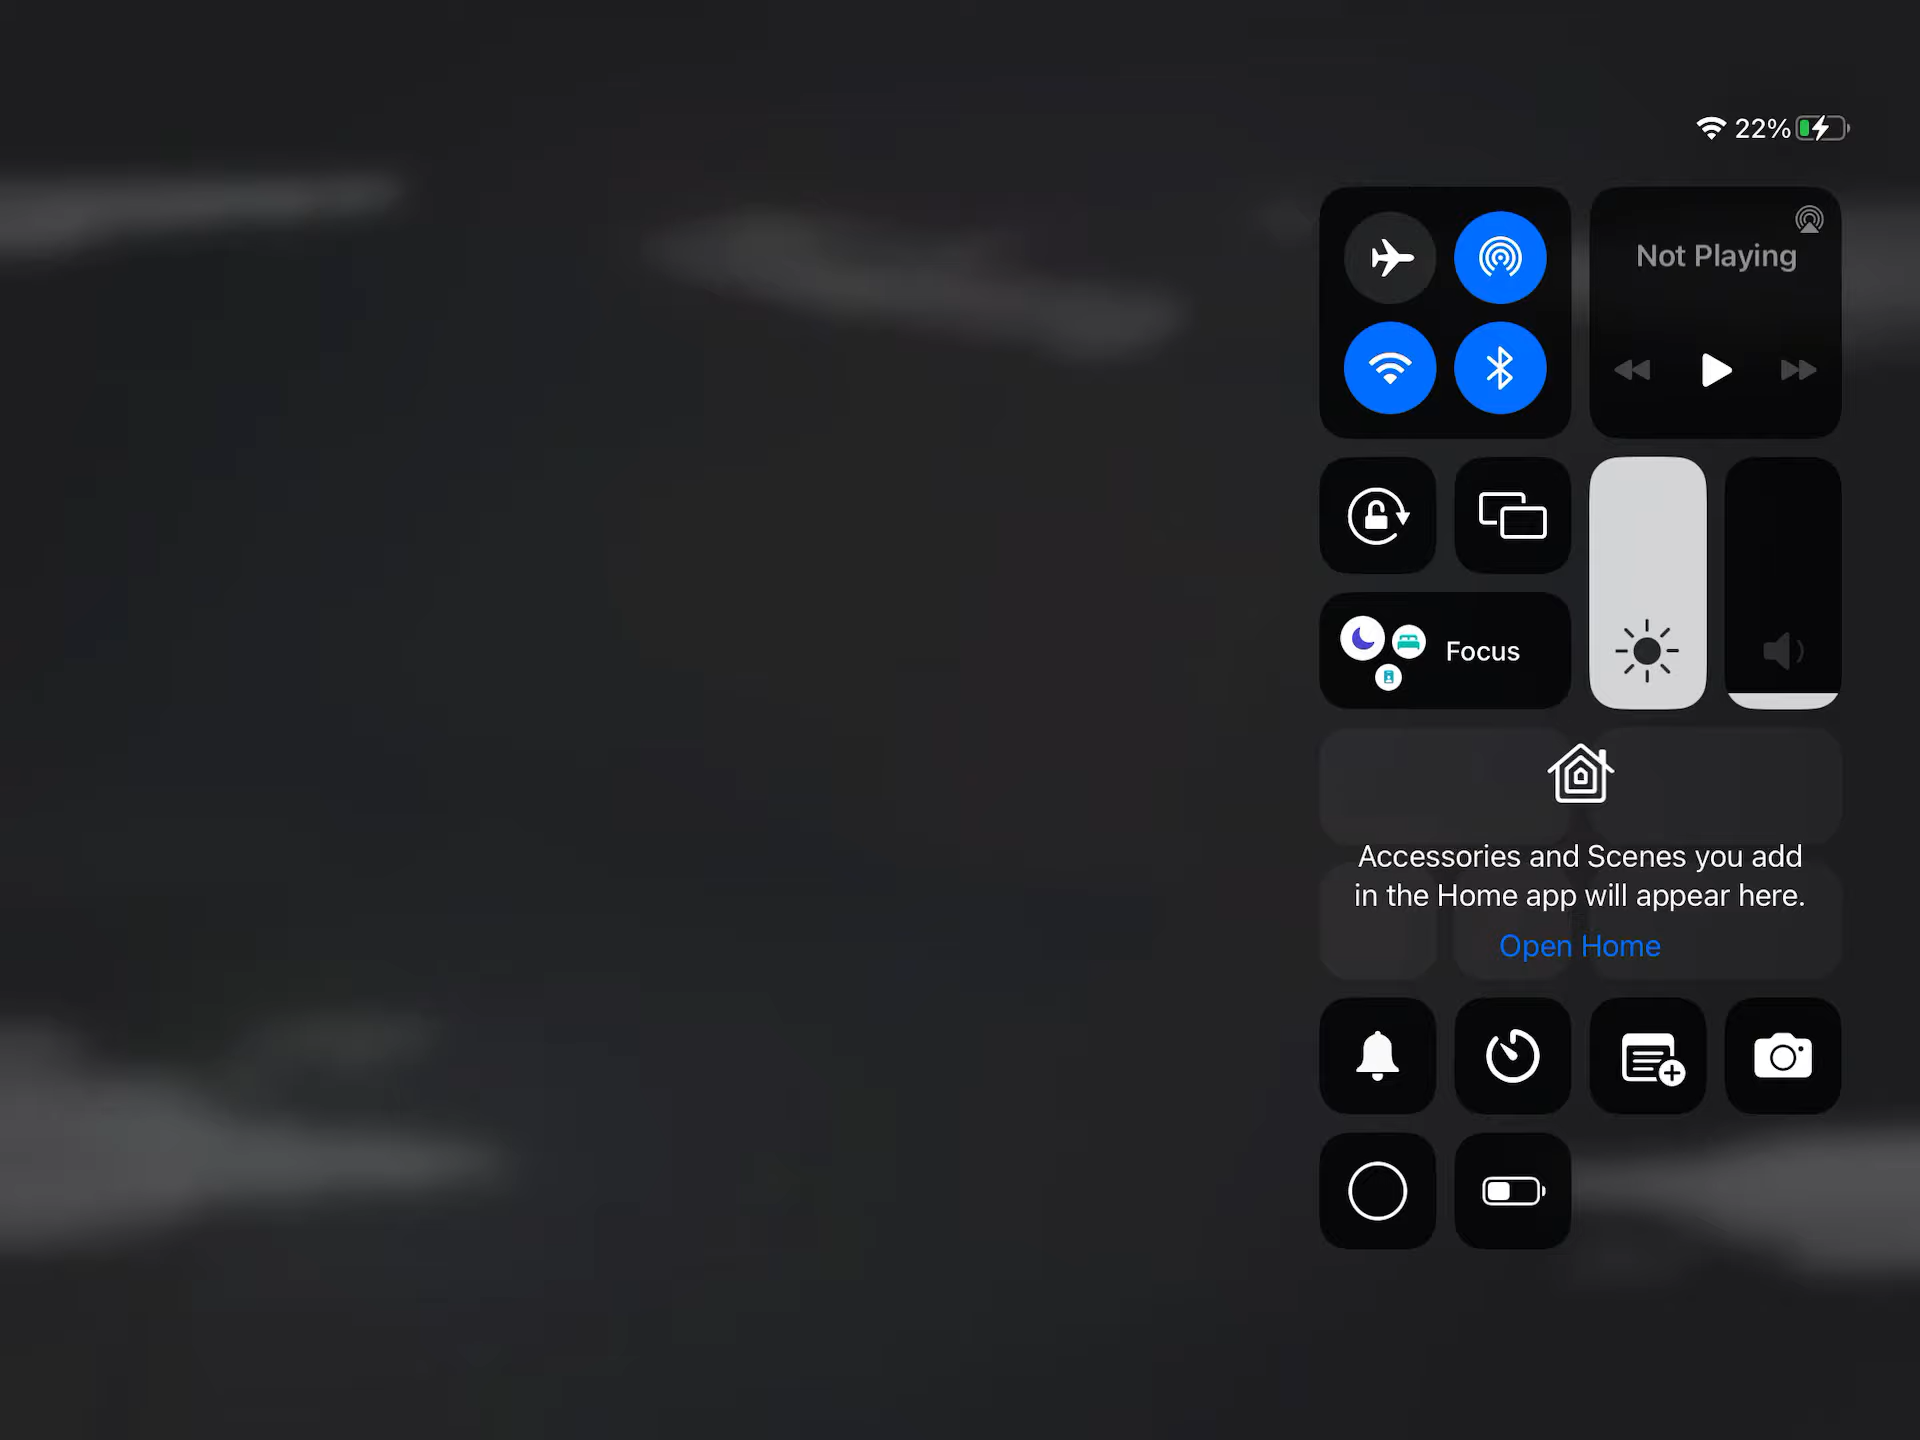 22%
Not Playing
Focus
Accessories and Scenes you add
in the Home app will appear here.
Open Home